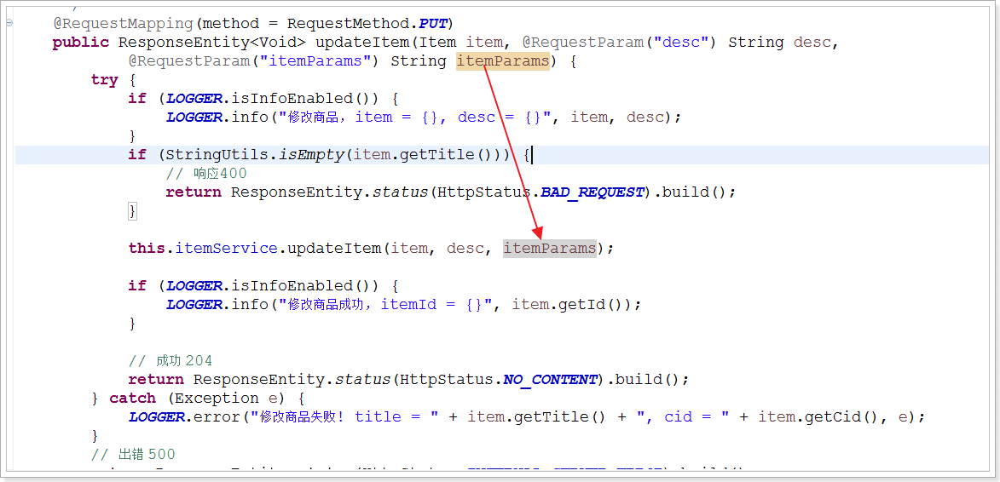 @RequestMapping(method = RequestMethod.PUT)
public ResponseEntity<Void> updateItem(Item item, @RequestParam("desc") String desc,
@RequestParam("itemParams") String itemParams) {
try {
if (LOGGER.isInfoEnabled()) {
LOGGER.info("修改商品，item = {}, desc = {}", item, desc);
}
if (StringUtils.isEmpty(item.getTitle())) {
// 响应400
return ResponseEntity.status(HttpStatus.BAD_REQUEST).build();
}
this.itemService.updateItem(item, desc, itemParams);
if (LOGGER.isInfoEnabled()) {
LOGGER.info("修改商品成功，itemId = {}", item.getId());
}
// 成功 204
return ResponseEntity.status(HttpStatus.NO_CONTENT).build();
} catch (Exception e) {
LOGGER.error("修改商品失败! title = " + item.getTitle() + ", cid = " + item.getCid(), e);
}
// 出错 500